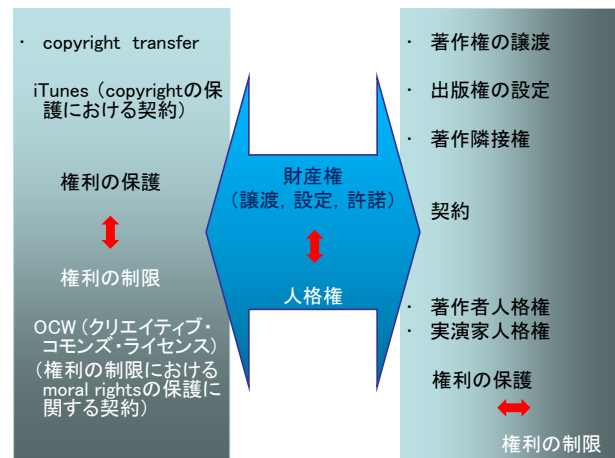 ・ copyright transfer
iTunes（copyrightの保
護における契約）
権利の保護
権利の制限
OCW（クリエイティブ・
コモンズ・ライセンス）
（権利の制限における
moral rightsの保護に
関する契約）
財産権
（譲渡，設定，許諾）
人格権
・ 著作権の譲渡
・ 出版権の設定
・ 著作隣接権
契約
・ 著作者人格権
・ 実演家人格権
権利の保護
権利の制限